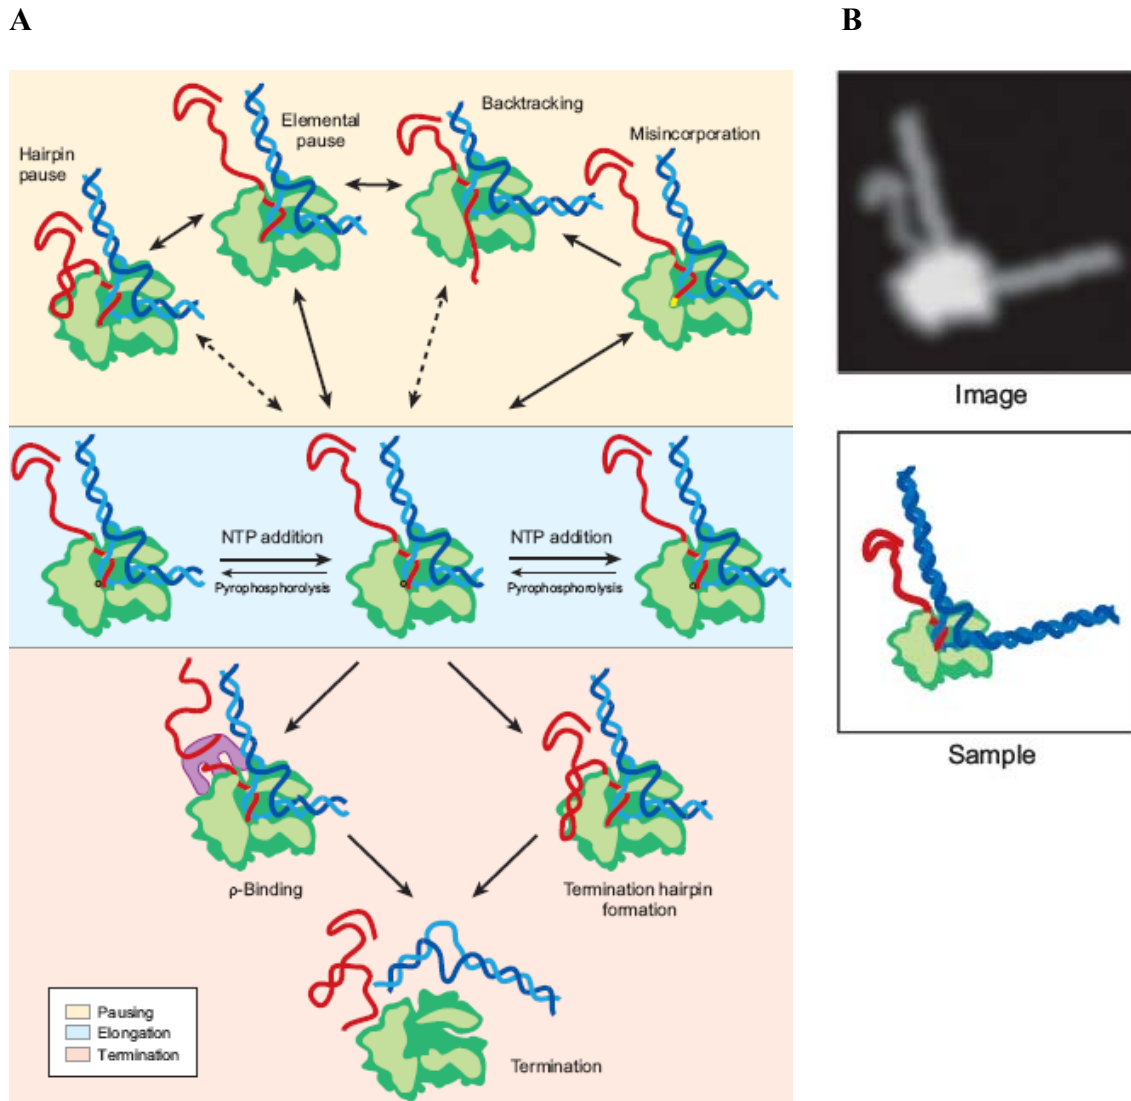 A
B
Hairpin
pause
Elemental
pause
Backtracking
Misincorporation
NTP addition
Pyrophosphorolysis
NTP addition
Pyrophosphorolysis
ρ-Binding
Termination hairpin
formation
Termination
Pausing
Elongation
Termination
Image
Sample